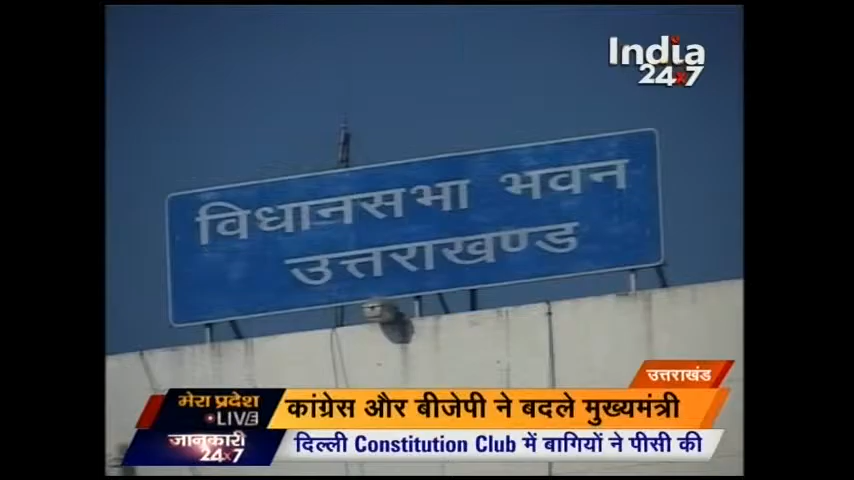 India
24x7
विधानसभा भवन
उत्तराखण्ड
उत्तराखंड
मेरा प्रदेश
LIVE
कांग्रेस और बीजेपी ने बदले मुख्यमंत्री
जानकारी
24x7
दिल्ली Constitution Club में बागियों ने पीसी की